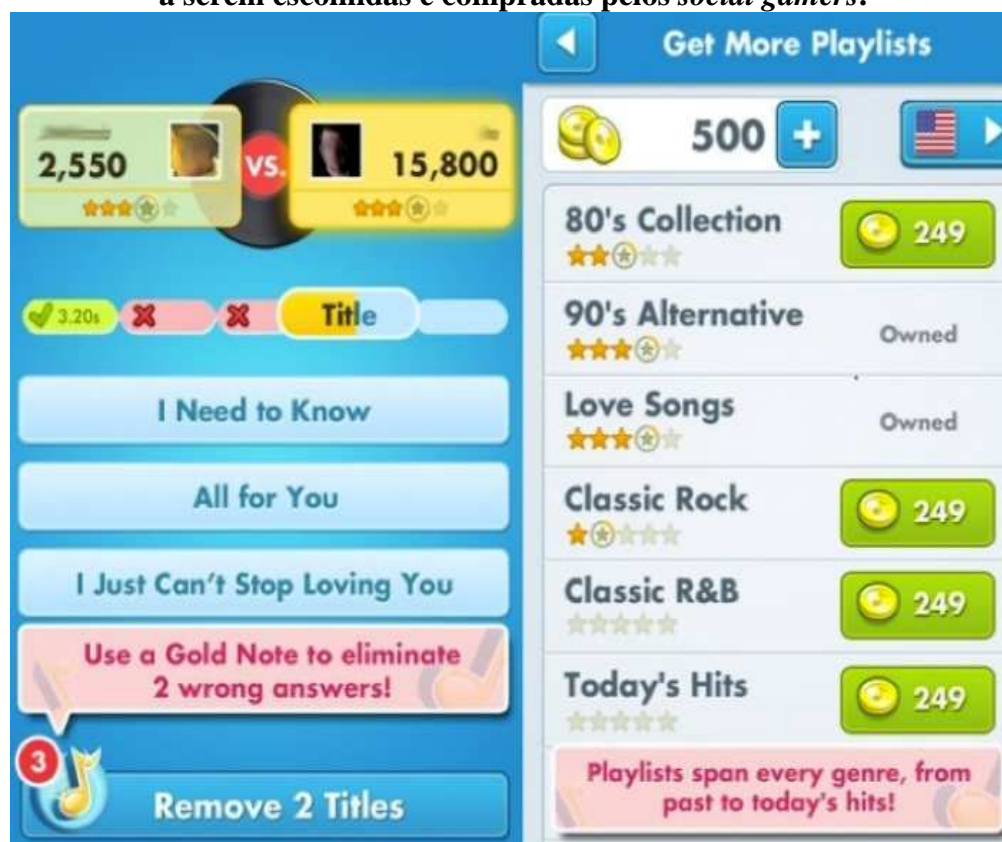 a serem escolhidas e compradas pelos social gamers.
2,550
VS.
15,800
3.20s
Title
I Need to Know
All for You
I Just Can't Stop Loving You
Use a Gold Note to eliminate
2 wrong answers!
3
Remove 2 Titles
Get More Playlists
500
+
80's Collection
249
90's Alternative
Owned
Love Songs
Owned
Classic Rock
249
Classic R&B
249
Today's Hits
249
Playlists span every genre, from
past to today's hits!